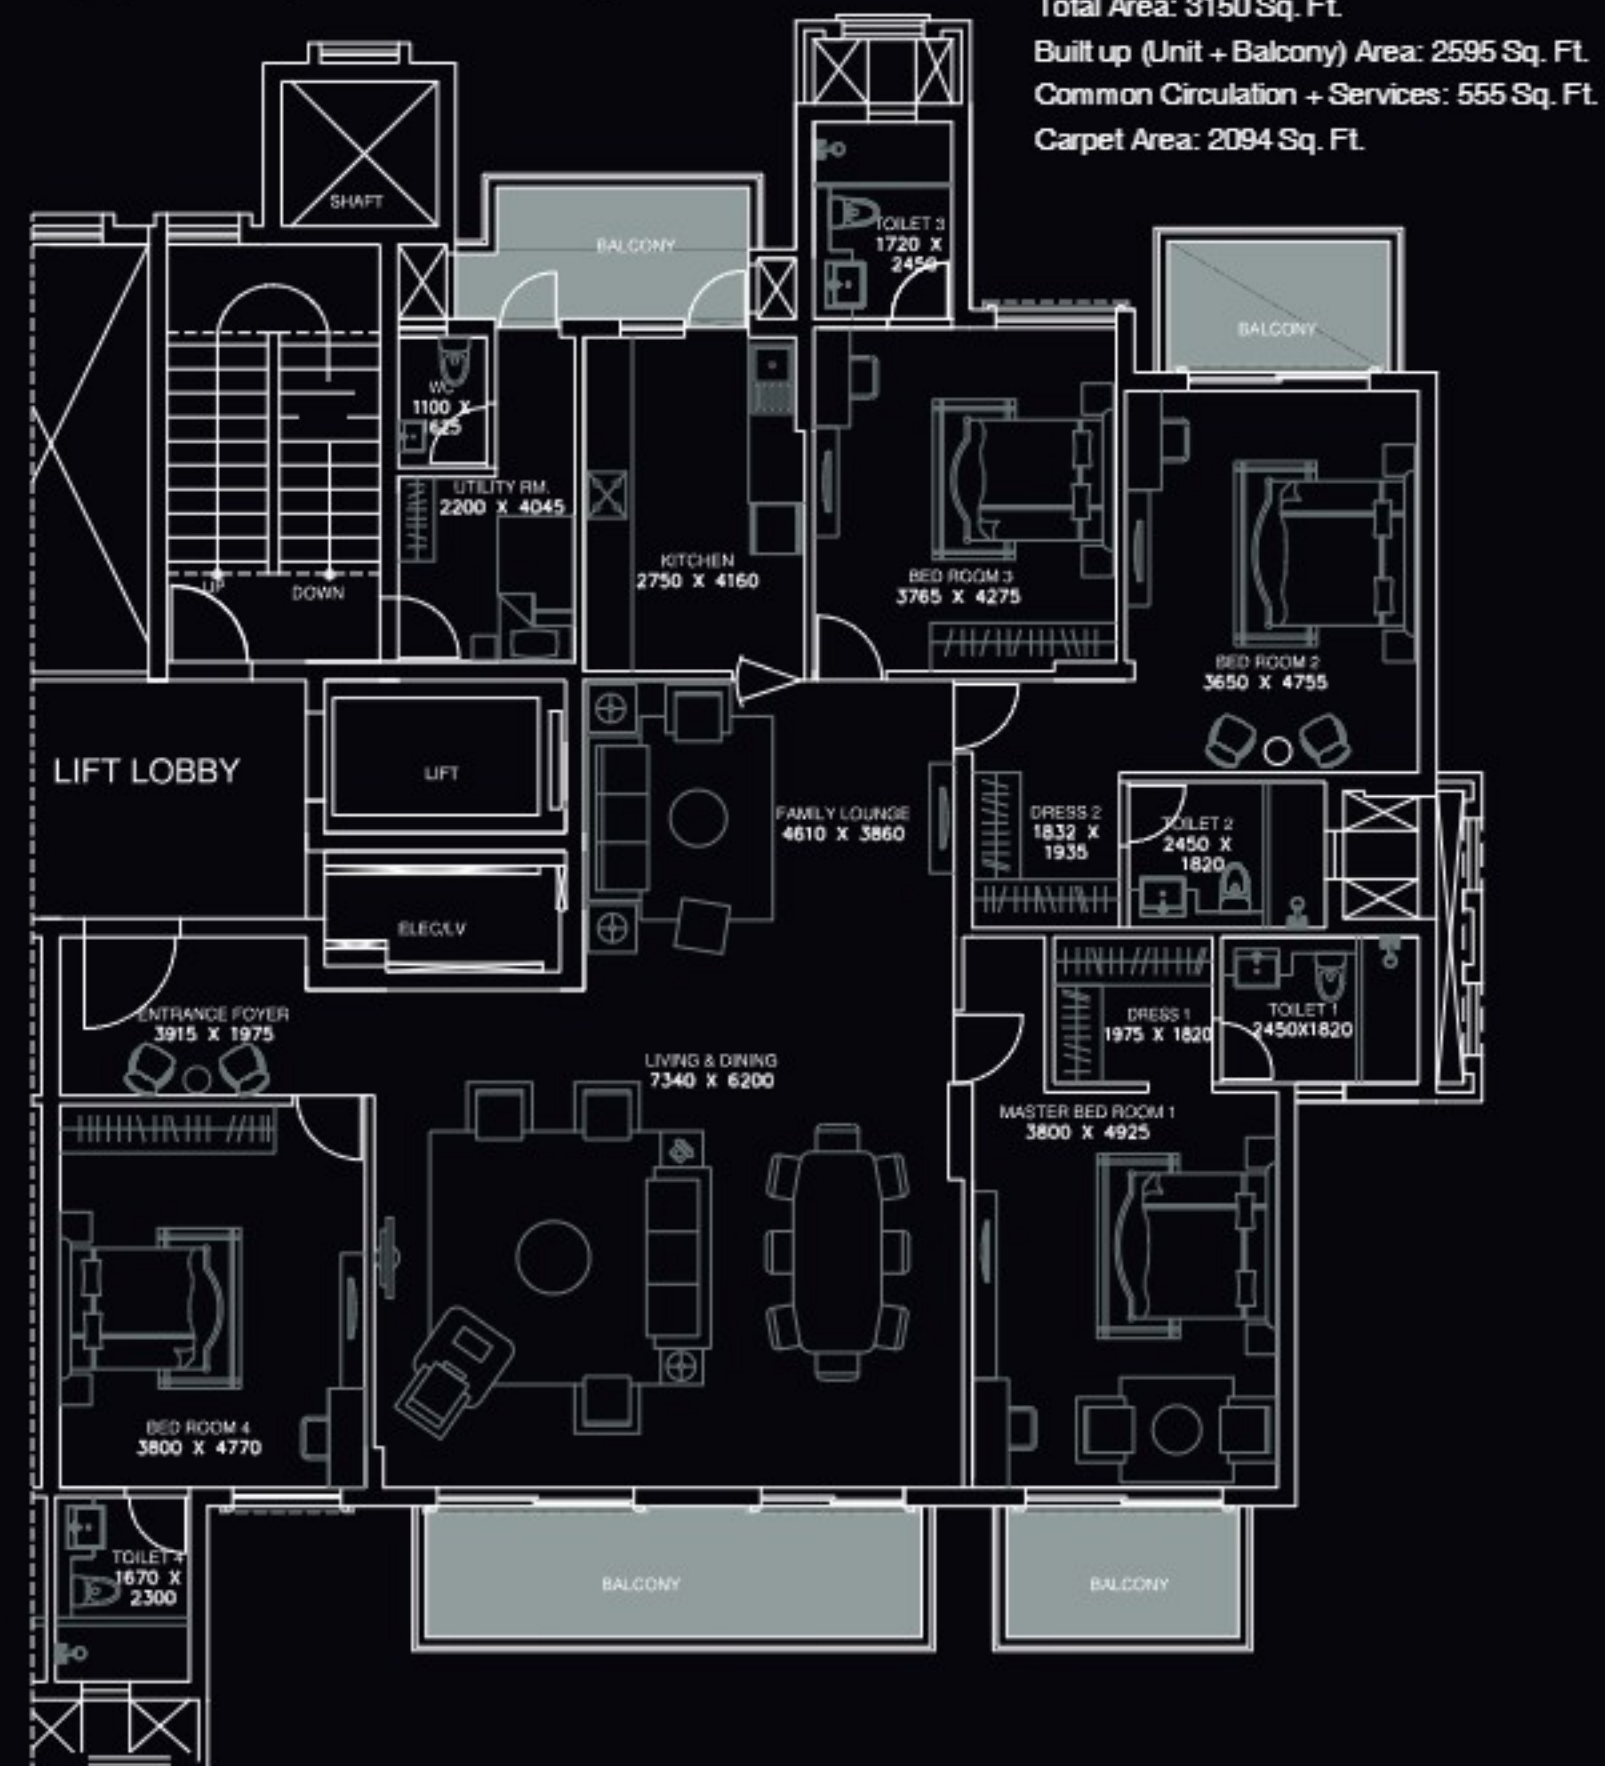 Total Area: 3150 Sq. Ft.
Built up (Unit + Balcony) Area: 2595 Sq. Ft.
Common Circulation + Services: 555 Sq. Ft.
Carpet Area: 2094 Sq. Ft.
SHAFT
BALCONY
TOILET 3
1720 X
2450
BALCONY
WC
1100 X
1625
UTILITY RM.
2200 X 4045
KITCHEN
2750 X 4160
BED ROOM 3
3765 X 4275
UP
DOWN
BED ROOM 2
3650 X 4755
LIFT LOBBY
LIFT
FAMILY LOUNGE
4610 X 3860
DRESS 2
1832 X
1935
TOILET 2
2450 X
1820
ELEC/LV
ENTRANCE FOYER
3915 X 1975
DRESS 1
1975 X 1820
TOILET 1
2450X1820
LIVING & DINING
7340 X 6200
MASTER BED ROOM 1
3800 X 4925
BED ROOM 4
3800 X 4770
TOILET 4
1670 X
2300
BALCONY
BALCONY